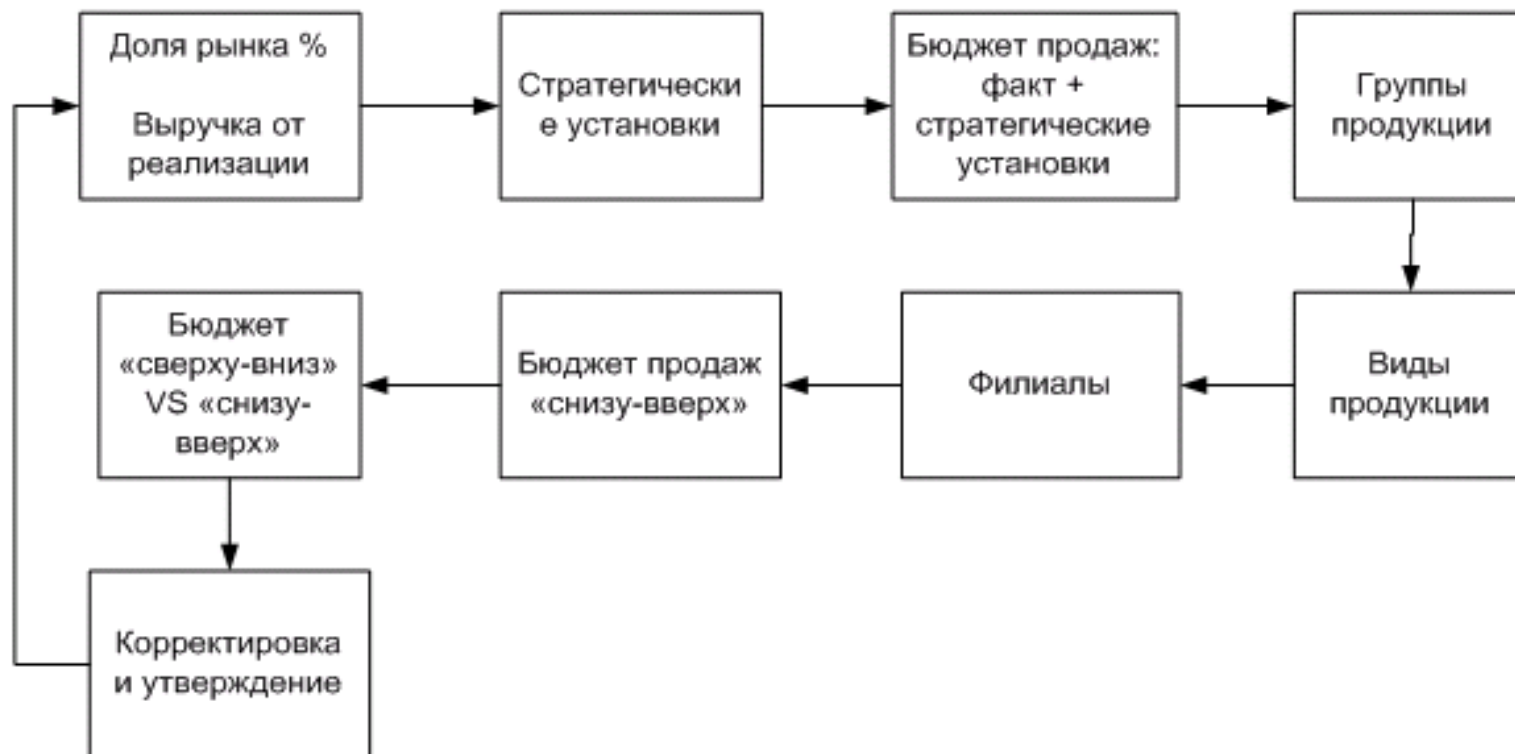 Доля рынка %
Выручка от
реализации
Стратегически
е установки
Бюджет продаж:
факт +
стратегические
установки
Группы
продукции
Бюджет
«сверху-вниз»
VS «снизу-
вверх»
Бюджет продаж
«снизу-вверх»
Филиалы
Виды
продукции
Корректировка
и утверждение